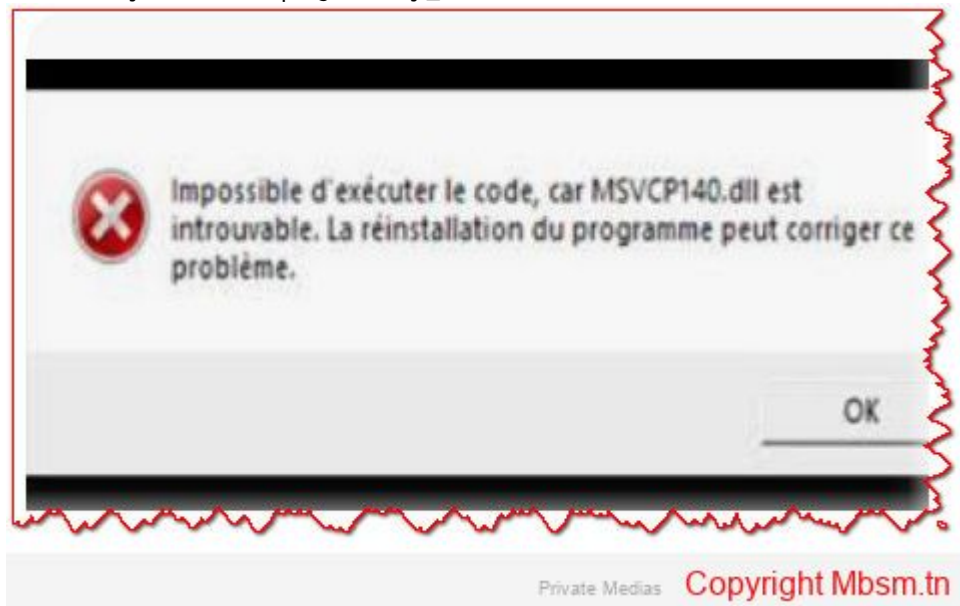 Impossible d'exécuter le code, car MSVCP140.dll est
introuvable. La réinstallation du programme peut corriger ce
problème.
OK
Private Medias Copyright Mbsm.tn